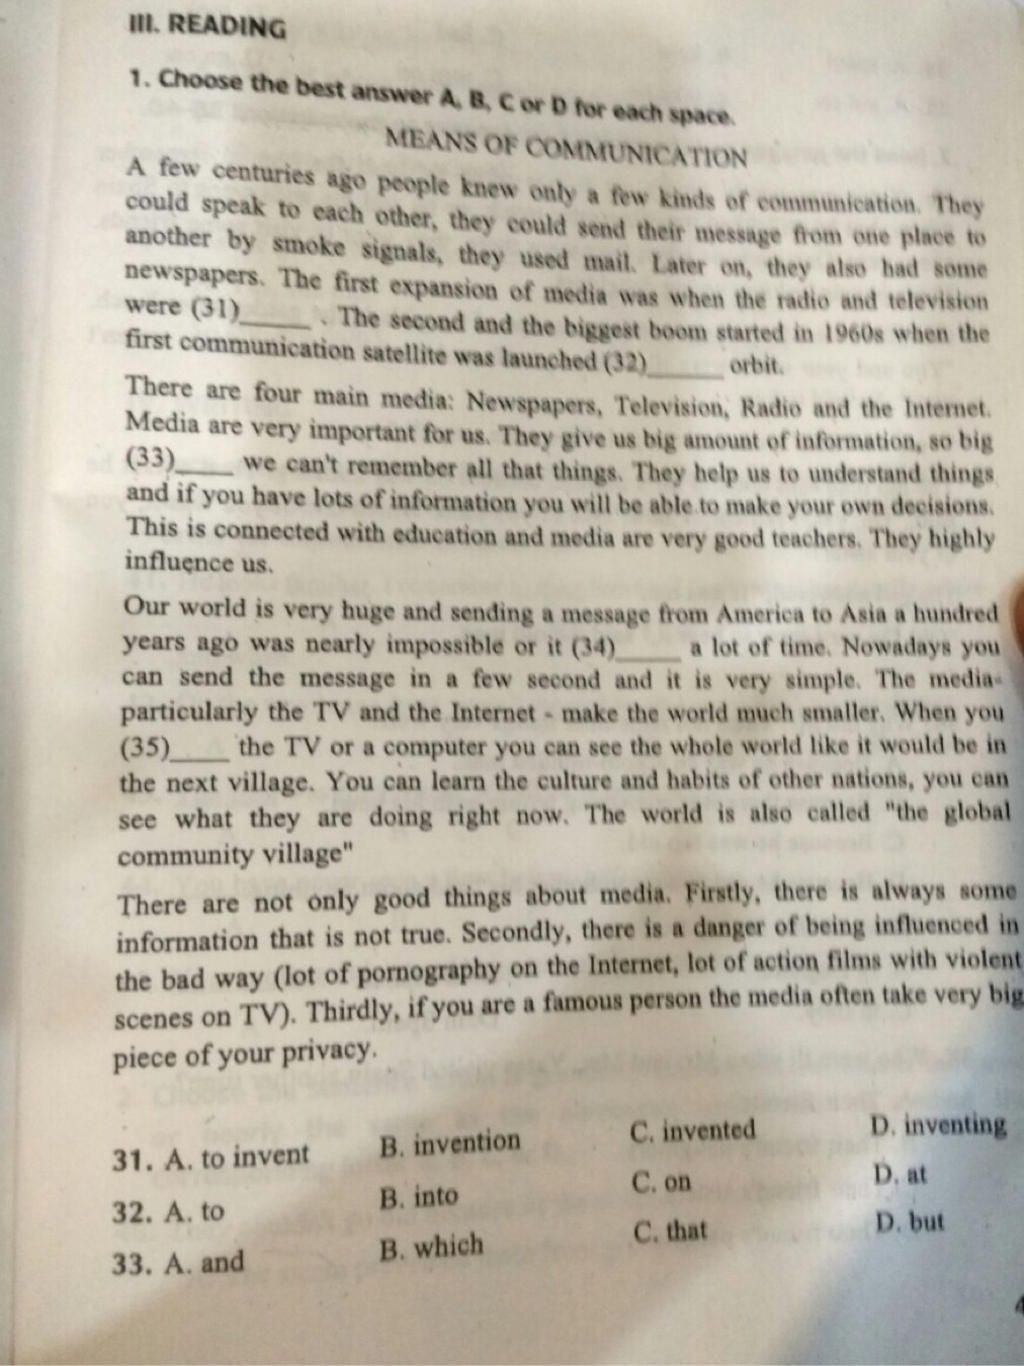 III. READING
1. Choose the best answer A, B, C or D for each space.
MEANS OF COMMUNICATION
A few centuries ago people knew only a few kinds of communication. They
could speak to each other, they could send their message from one place to
another by smoke signals, they used mail. Later on, they also had some
newspapers. The first expansion of media was when the radio and television
were (31)_____ . The second and the biggest boom started in 1960s when the
first communication satellite was launched (32)_____ orbit.
There are four main media: Newspapers, Television, Radio and the Internet.
Media are very important for us. They give us big amount of information, so big
(33)____ we can't remember all that things. They help us to understand things
and if you have lots of information you will be able to make your own decisions.
This is connected with education and media are very good teachers. They highly
influence us.
Our world is very huge and sending a message from America to Asia a hundred
years ago was nearly impossible or it (34)_____ a lot of time. Nowadays you
can send the message in a few second and it is very simple. The media-
particularly the TV and the Internet - make the world much smaller. When you
(35)____ the TV or a computer you can see the whole world like it would be in
the next village. You can learn the culture and habits of other nations, you can
see what they are doing right now. The world is also called "the global
community village"
There are not only good things about media. Firstly, there is always some
information that is not true. Secondly, there is a danger of being influenced in
the bad way (lot of pornography on the Internet, lot of action films with violent
scenes on TV). Thirdly, if you are a famous person the media often take very big
piece of your privacy.
31. A. to invent B. invention C. invented D. inventing
32. A. to B. into C. on D. at
33. A. and B. which C. that D. but